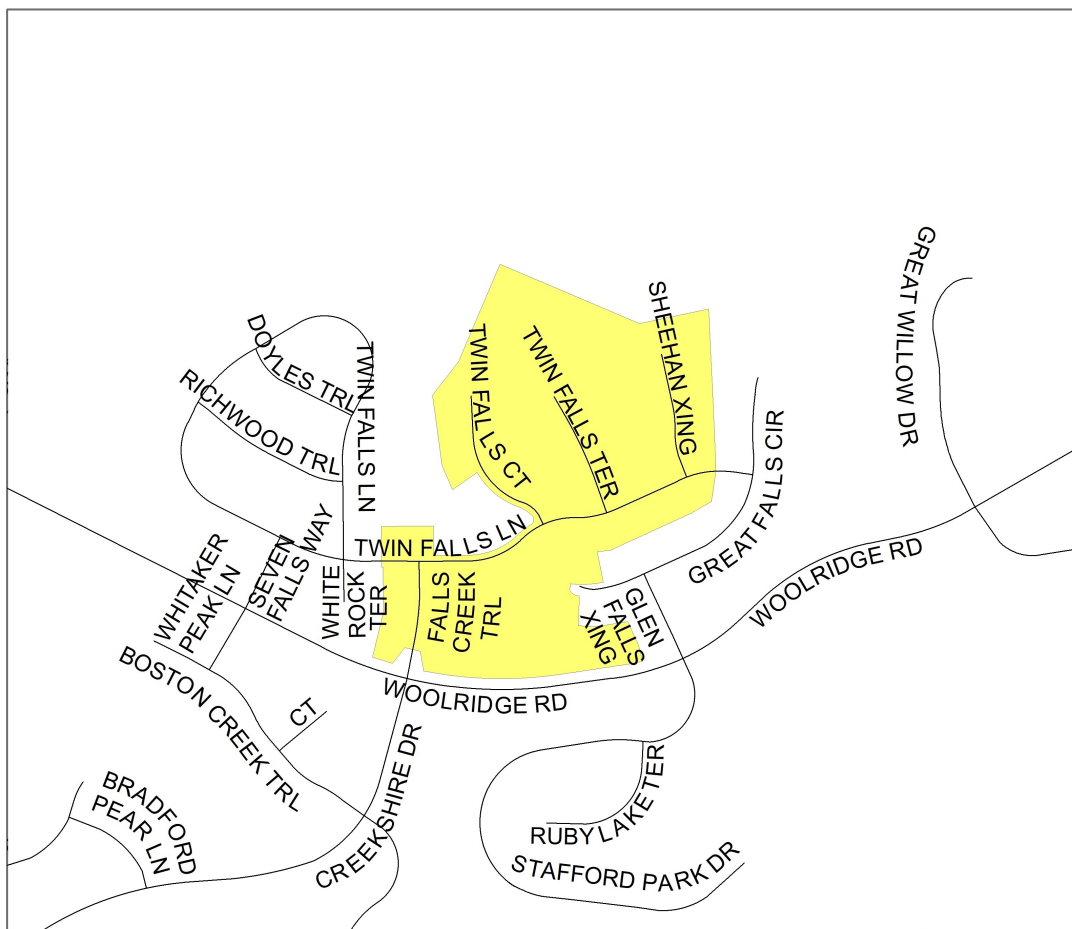 GREAT WILLOW DR
SHEEHAN XING
DOYLES TRL
TWIN FALLS LN
TWIN FALLS CT
TWIN FALLS TER
RICHWOOD TRL
GREAT FALLS CIR
TWIN FALLS LN
SEVEN
FALLS WAY
WHITAKER
PEAK LN
WHITE
ROCK
TER
FALLS
CREEK
TRL
GLEN
FALLS
XING
WOOLRIDGE RD
BOSTON CREEK TRL
WOOLRIDGE RD
CT
CREEKSHIRE DR
BRADFORD
PEAR LN
RUBY LAKE TER
STAFFORD PARK DR